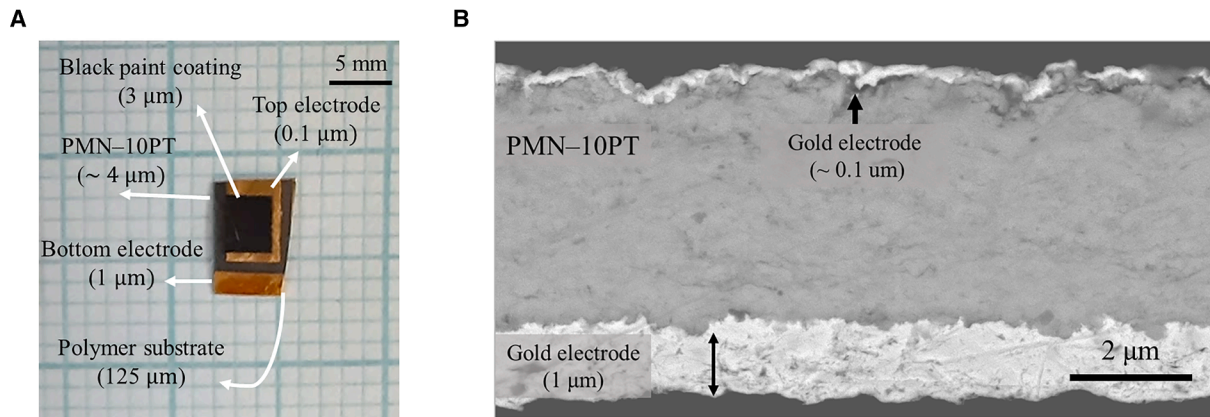 A
B
5 mm
Black paint coating
(3 μm)
Top electrode
(0.1 μm)
PMN–10PT
(~ 4 μm)
Bottom electrode
(1 μm)
Polymer substrate
(125 μm)
PMN–10PT
Gold electrode
(~ 0.1 um)
Gold electrode
(1 μm)
2 μm